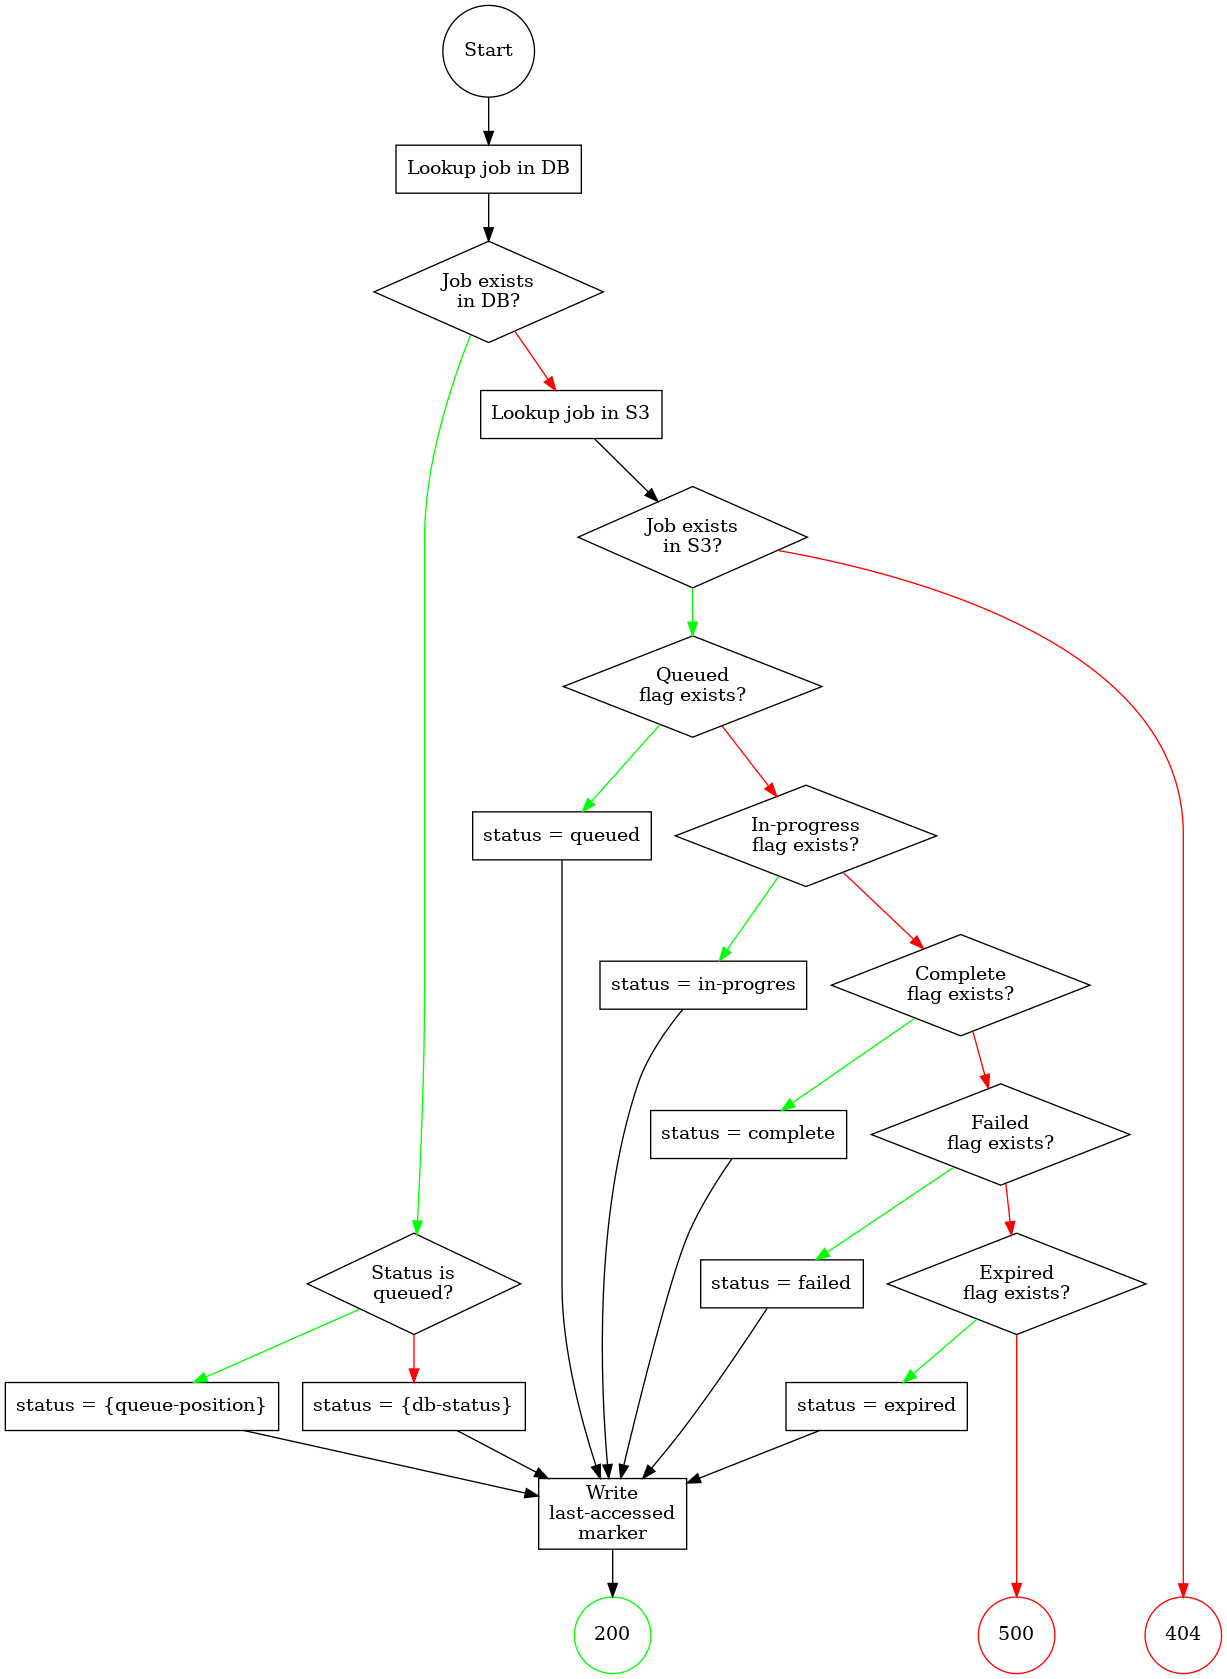 Start
Lookup job in DB
Job exists
in DB?
Lookup job in S3
Job exists
in S3?
Queued
flag exists?
status = queued
In-progress
flag exists?
status = in-progres
Complete
flag exists?
status = complete
Failed
flag exists?
Status is
queued?
status = failed
Expired
flag exists?
status = {queue-position}
status = {db-status}
status = expired
Write
last-accessed
marker
200
500
404